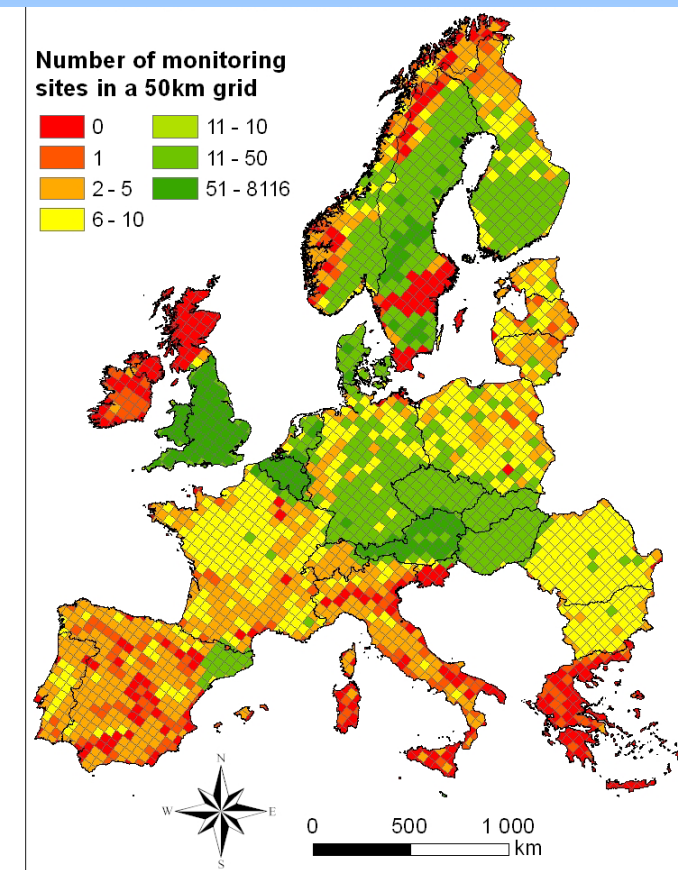 Number of monitoring
sites in a 50km grid
0
1
2 - 5
6 - 10
11 - 10
11 - 50
51 - 8116
N
W
E
S
0 500 1 000
km